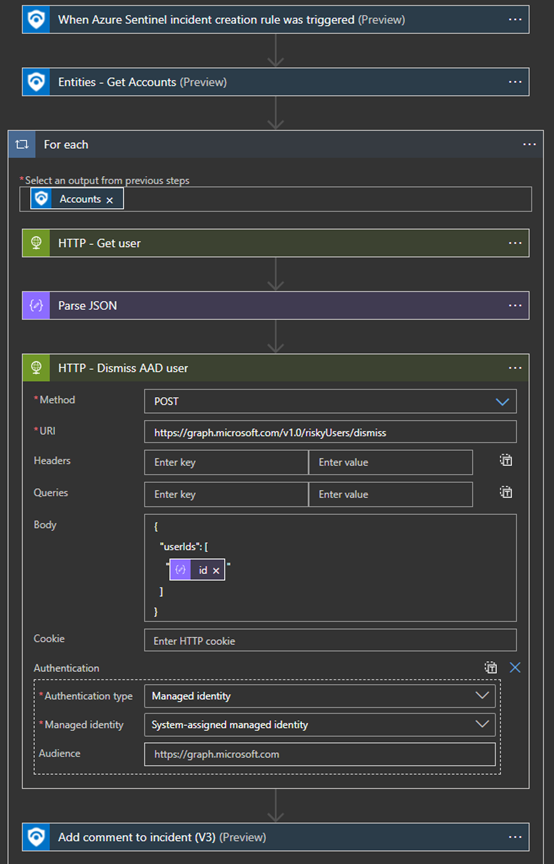 When Azure Sentinel incident creation rule was triggered (Preview) ...
Entities - Get Accounts (Preview) ...
For each ...
*Select an output from previous steps
Accounts ×
HTTP - Get user ...
{∕} Parse JSON ...
HTTP - Dismiss AAD user ...
*Method POST
*URI https://graph.microsoft.com/v1.0/riskyUsers/dismiss
Headers Enter key Enter value
Queries Enter key Enter value
Body {
"userIds": [
"{∕} id ×"
]
}
Cookie Enter HTTP cookie
Authentication
*Authentication type Managed identity
*Managed identity System-assigned managed identity
Audience https://graph.microsoft.com
Add comment to incident (V3) (Preview) ...